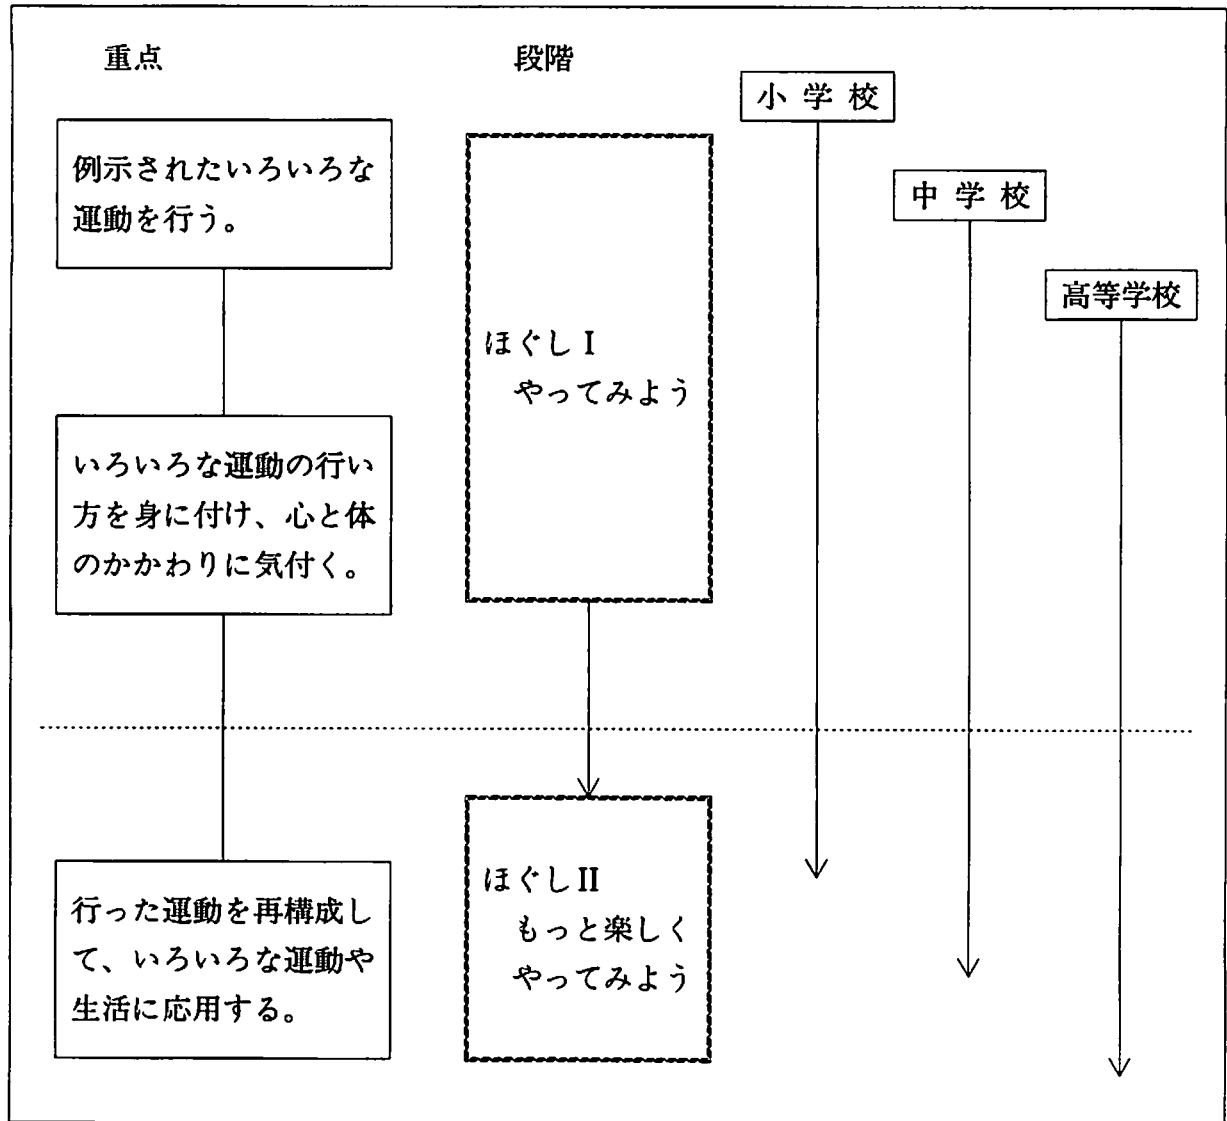 重点
段階
小学校
中学校
高等学校
例示されたいろいろな
運動を行う。
ほぐしⅠ
やってみよう
いろいろな運動の行い
方を身に付け、心と体
のかかわりに気付く。
行った運動を再構成し
て、いろいろな運動や
生活に応用する。
ほぐしⅡ
もっと楽しく
やってみよう